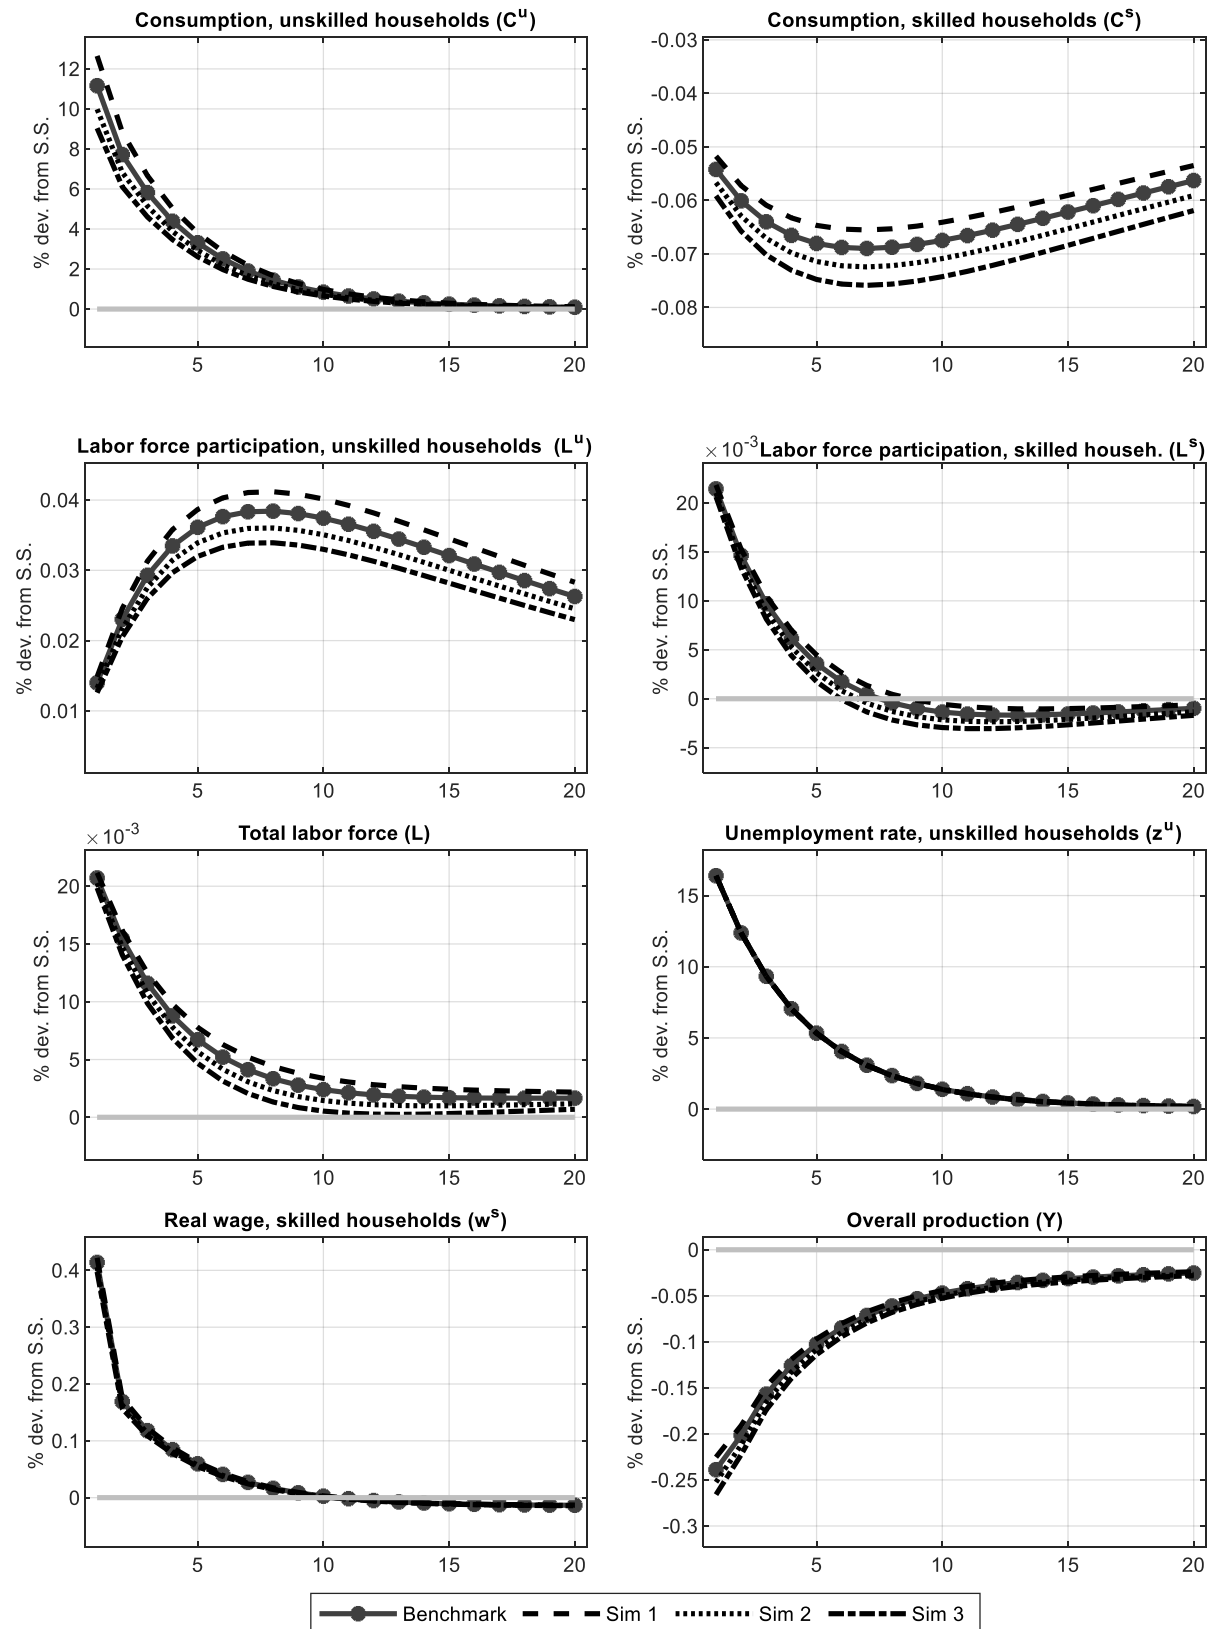 Consumption, unskilled households (C^u)
% dev. from S.S.
12
10
8
6
4
2
0
5 10 15 20
Consumption, skilled households (C^s)
% dev. from S.S.
-0.03
-0.04
-0.05
-0.06
-0.07
-0.08
5 10 15 20
Labor force participation, unskilled households (L^u)
% dev. from S.S.
0.04
0.03
0.02
0.01
5 10 15 20
×10^-3 Labor force participation, skilled househ. (L^s)
% dev. from S.S.
20
15
10
5
0
-5
5 10 15 20
×10^-3
Total labor force (L)
% dev. from S.S.
20
15
10
5
0
5 10 15 20
Unemployment rate, unskilled households (z^u)
% dev. from S.S.
15
10
5
0
5 10 15 20
Real wage, skilled households (w^s)
% dev. from S.S.
0.4
0.3
0.2
0.1
0
5 10 15 20
Overall production (Y)
% dev. from S.S.
0
-0.05
-0.1
-0.15
-0.2
-0.25
-0.3
5 10 15 20
Benchmark Sim 1 Sim 2 Sim 3